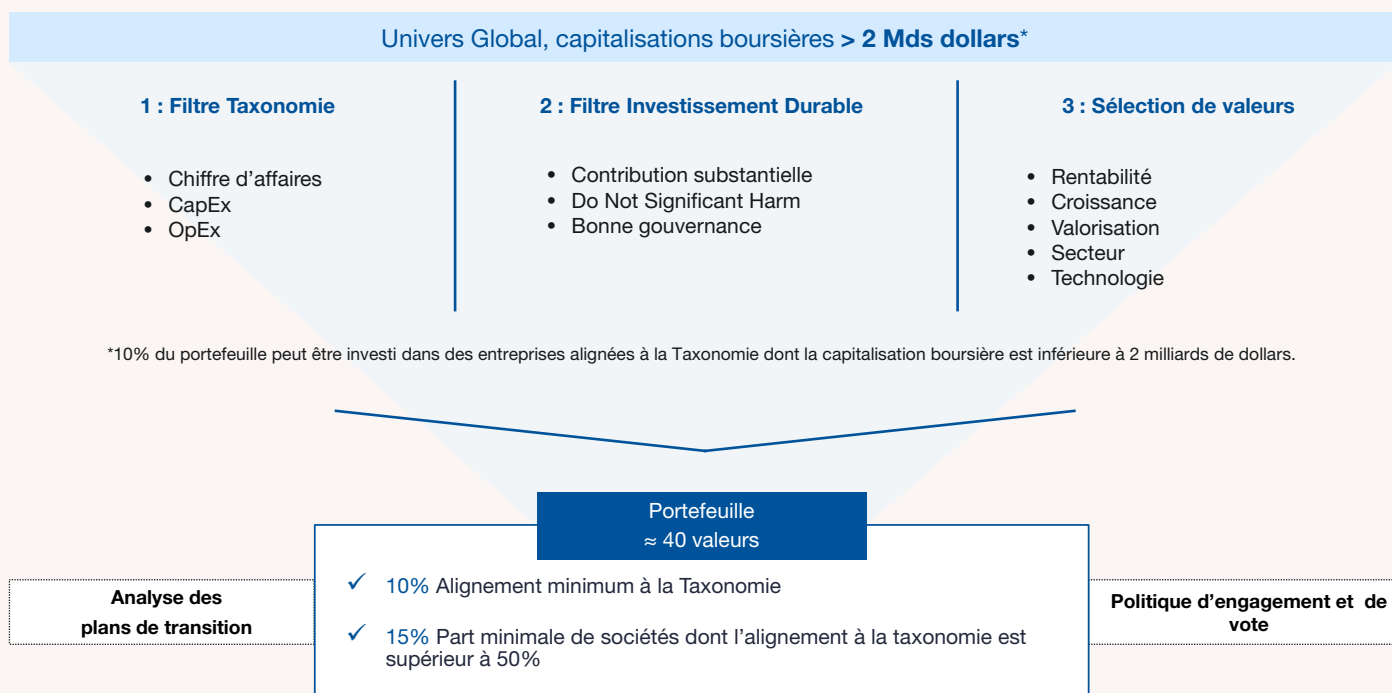 Univers Global, capitalisations boursières > 2 Mds dollars*
1 : Filtre Taxonomie
• Chiffre d'affaires
• CapEx
• OpEx
2 : Filtre Investissement Durable
• Contribution substantielle
• Do Not Significant Harm
• Bonne gouvernance
3 : Sélection de valeurs
• Rentabilité
• Croissance
• Valorisation
• Secteur
• Technologie
*10% du portefeuille peut être investi dans des entreprises alignées à la Taxonomie dont la capitalisation boursière est inférieure à 2 milliards de dollars.
Portefeuille
≈ 40 valeurs
Analyse des
plans de transition
✓ 10% Alignement minimum à la Taxonomie
✓ 15% Part minimale de sociétés dont l'alignement à la taxonomie est
supérieur à 50%
Politique d'engagement et de
vote